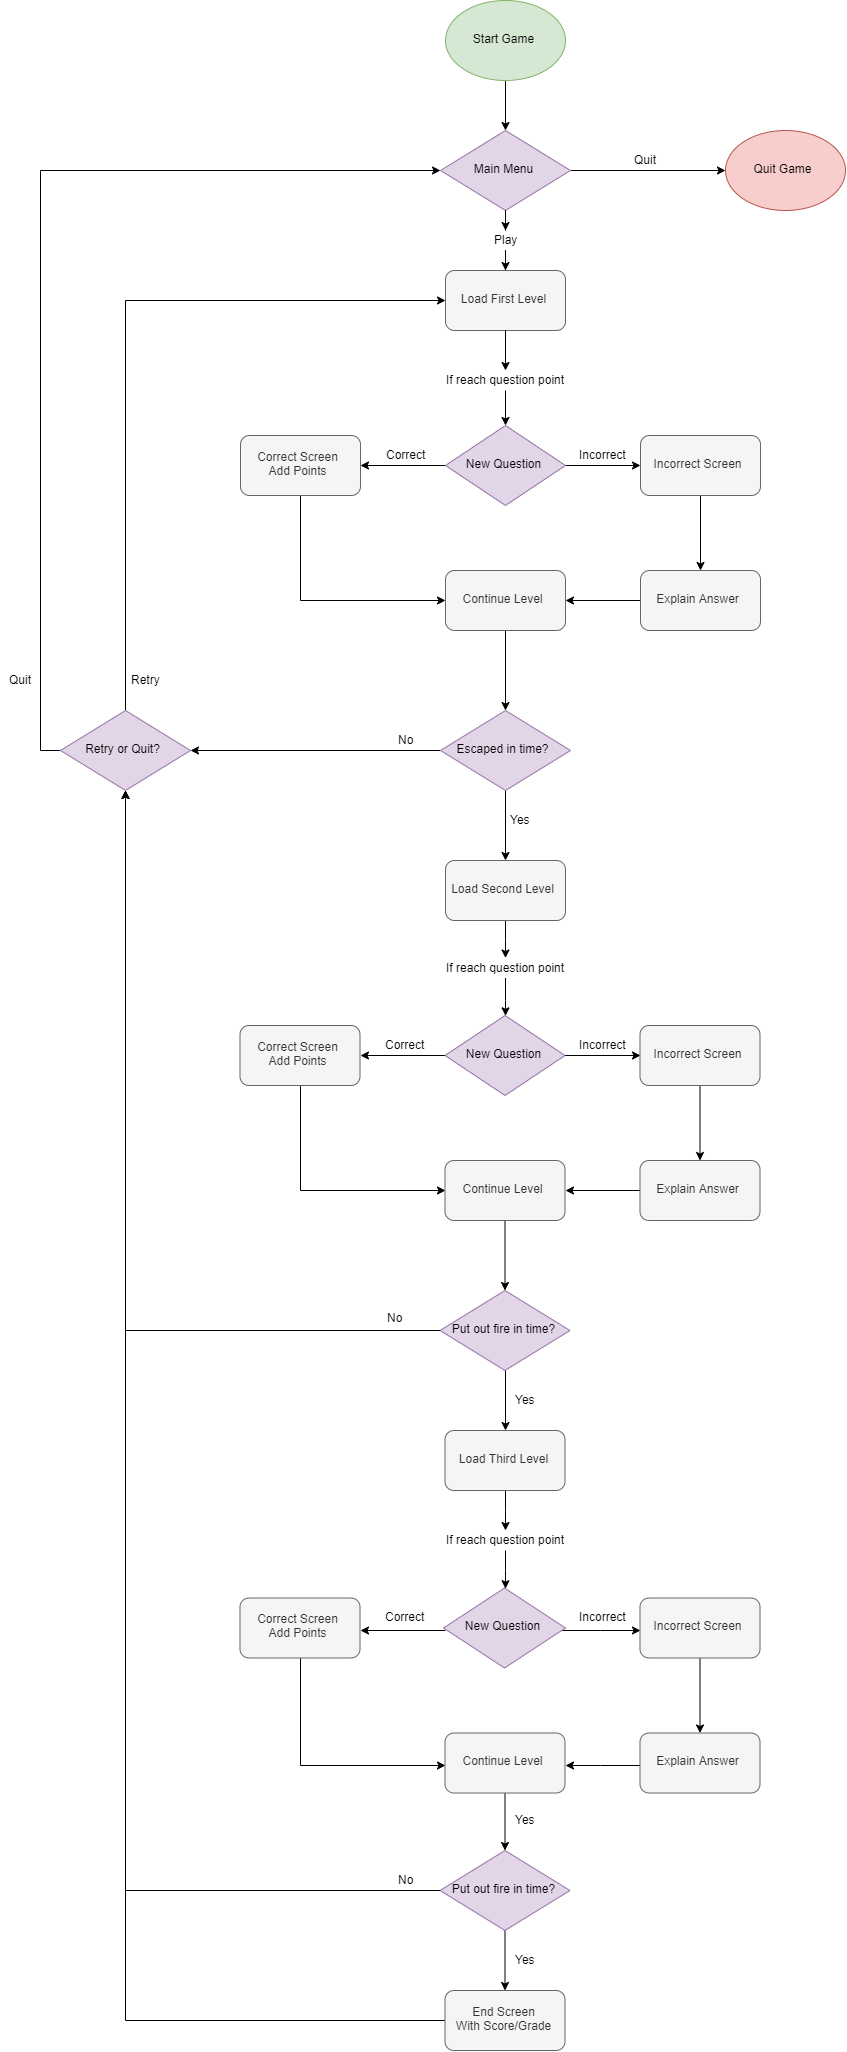 Start Game
Main Menu
Quit
Quit Game
Play
Load First Level
If reach question point
Correct Screen
Add Points
Correct
New Question
Incorrect
Incorrect Screen
Continue Level
Explain Answer
Quit
Retry
Retry or Quit?
No
Escaped in time?
Yes
Load Second Level
If reach question point
Correct Screen
Add Points
Correct
New Question
Incorrect
Incorrect Screen
Continue Level
Explain Answer
No
Put out fire in time?
Yes
Load Third Level
If reach question point
Correct Screen
Add Points
Correct
New Question
Incorrect
Incorrect Screen
Continue Level
Explain Answer
Yes
No
Put out fire in time?
Yes
End Screen
With Score/Grade